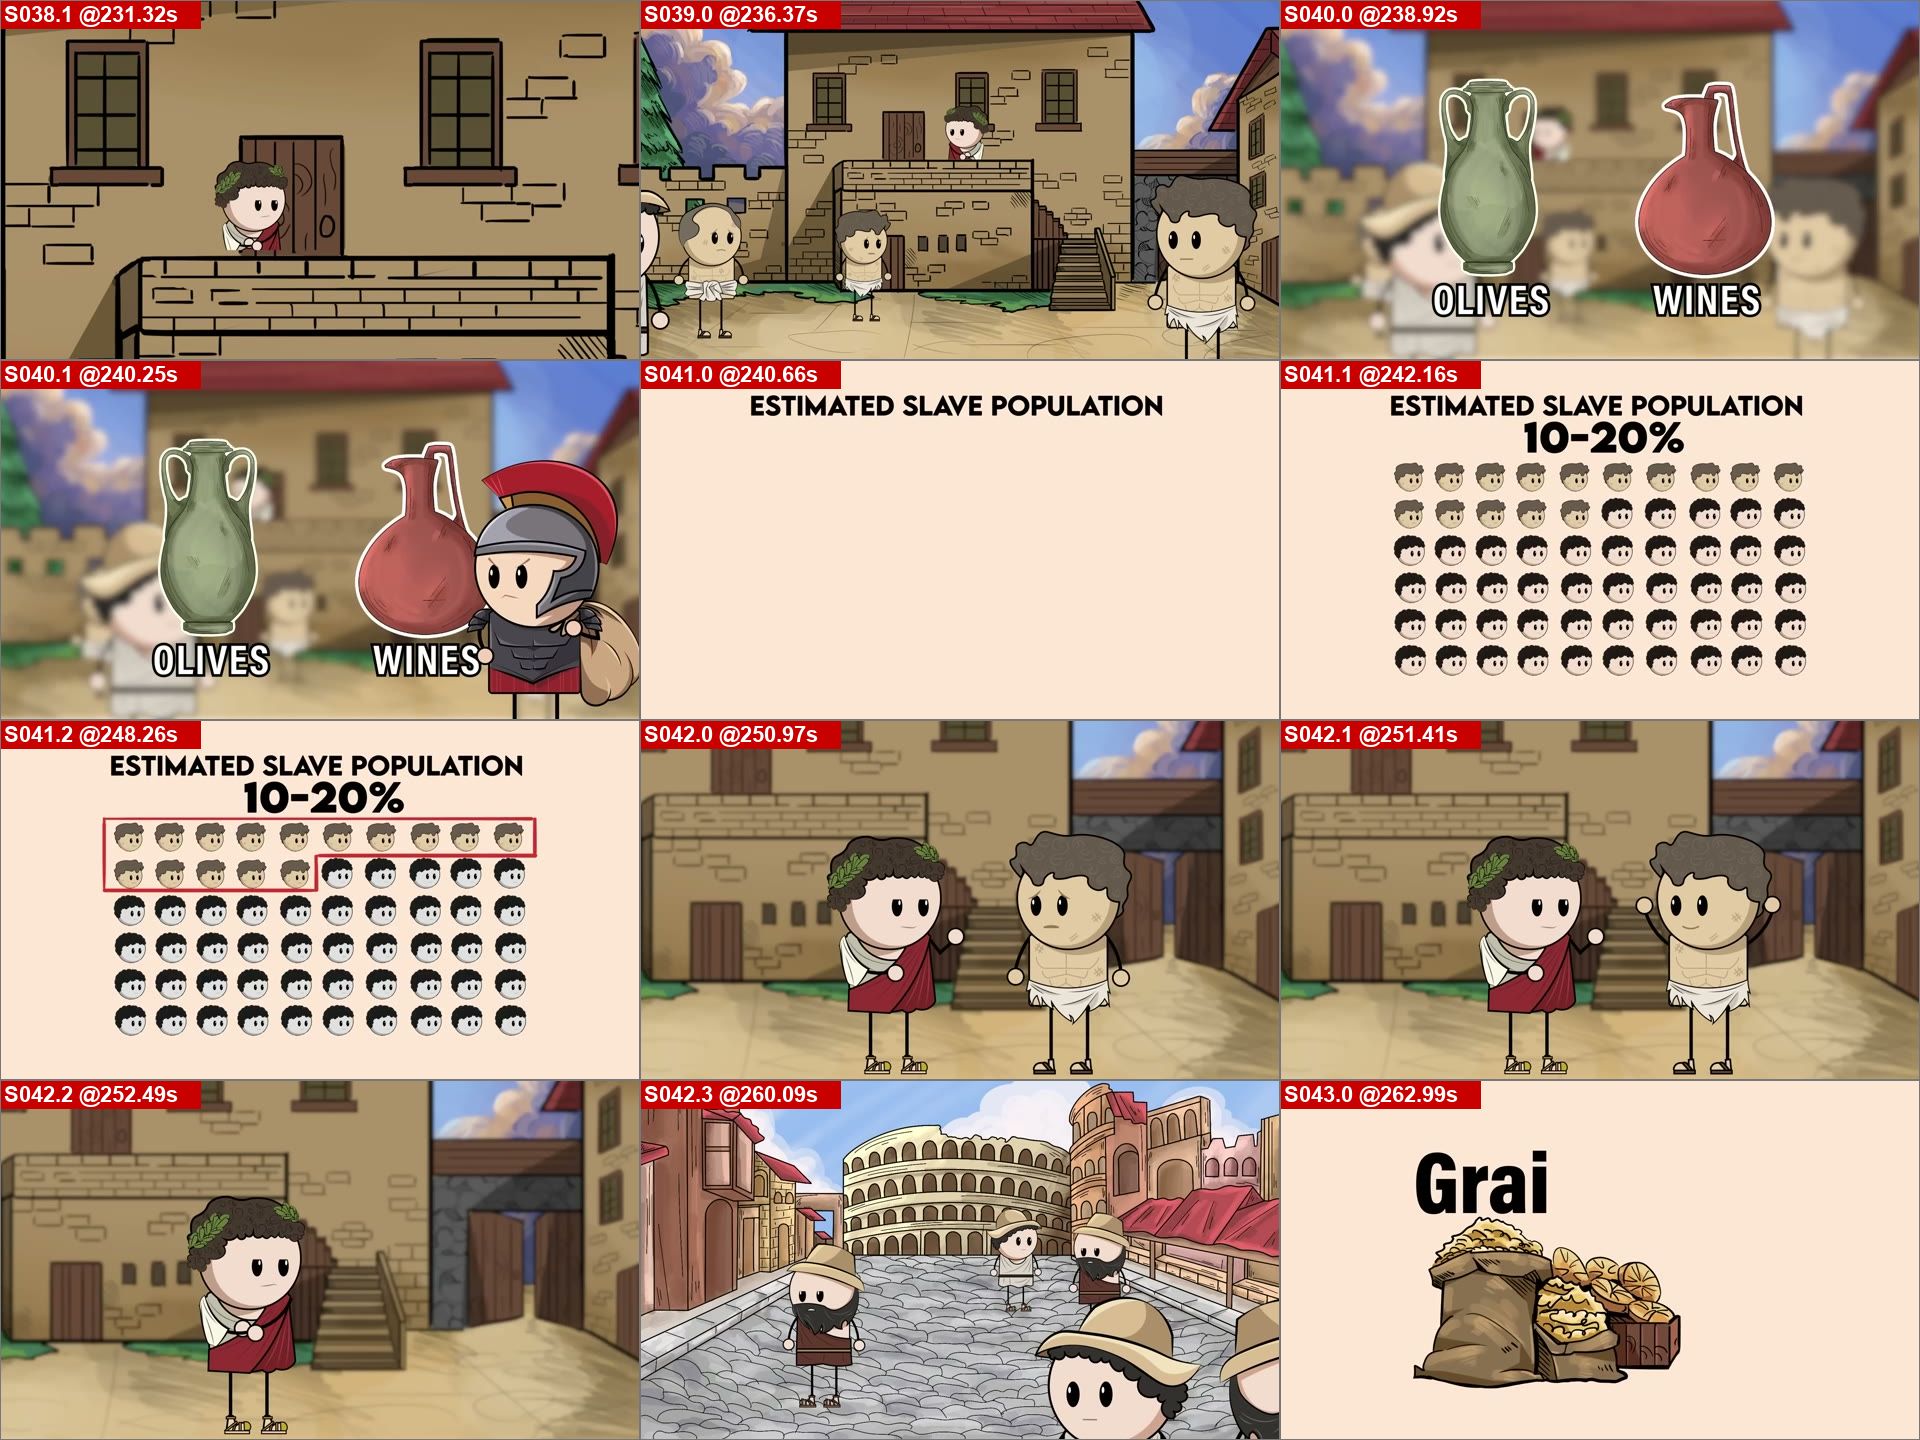 S038.1 @231.32s
S039.0 @236.37s
S040.0 @238.92s
OLIVES
WINES
S040.1 @240.25s
OLIVES
WINES
S041.0 @240.66s
ESTIMATED SLAVE POPULATION
S041.1 @242.16s
ESTIMATED SLAVE POPULATION
10-20%
S041.2 @248.26s
ESTIMATED SLAVE POPULATION
10-20%
S042.0 @250.97s
S042.1 @251.41s
S042.2 @252.49s
S042.3 @260.09s
S043.0 @262.99s
Grai